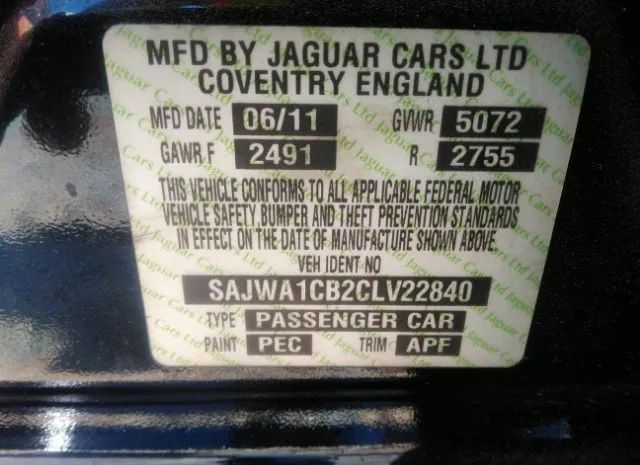 MFD BY JAGUAR CARS LTD
COVENTRY ENGLAND
MFD DATE 06/11 GVWR 5072
GAWR F 2491 R 2755
THIS VEHICLE CONFORMS TO ALL APPLICABLE FEDERAL MOTOR
VEHICLE SAFETY BUMPER AND THEFT PREVENTION STANDARDS
IN EFFECT ON THE DATE OF MANUFACTURE SHOWN ABOVE.
VEH IDENT NO
SAJWA1CB2CLV22840
TYPE PASSENGER CAR
PAINT PEC TRIM APF